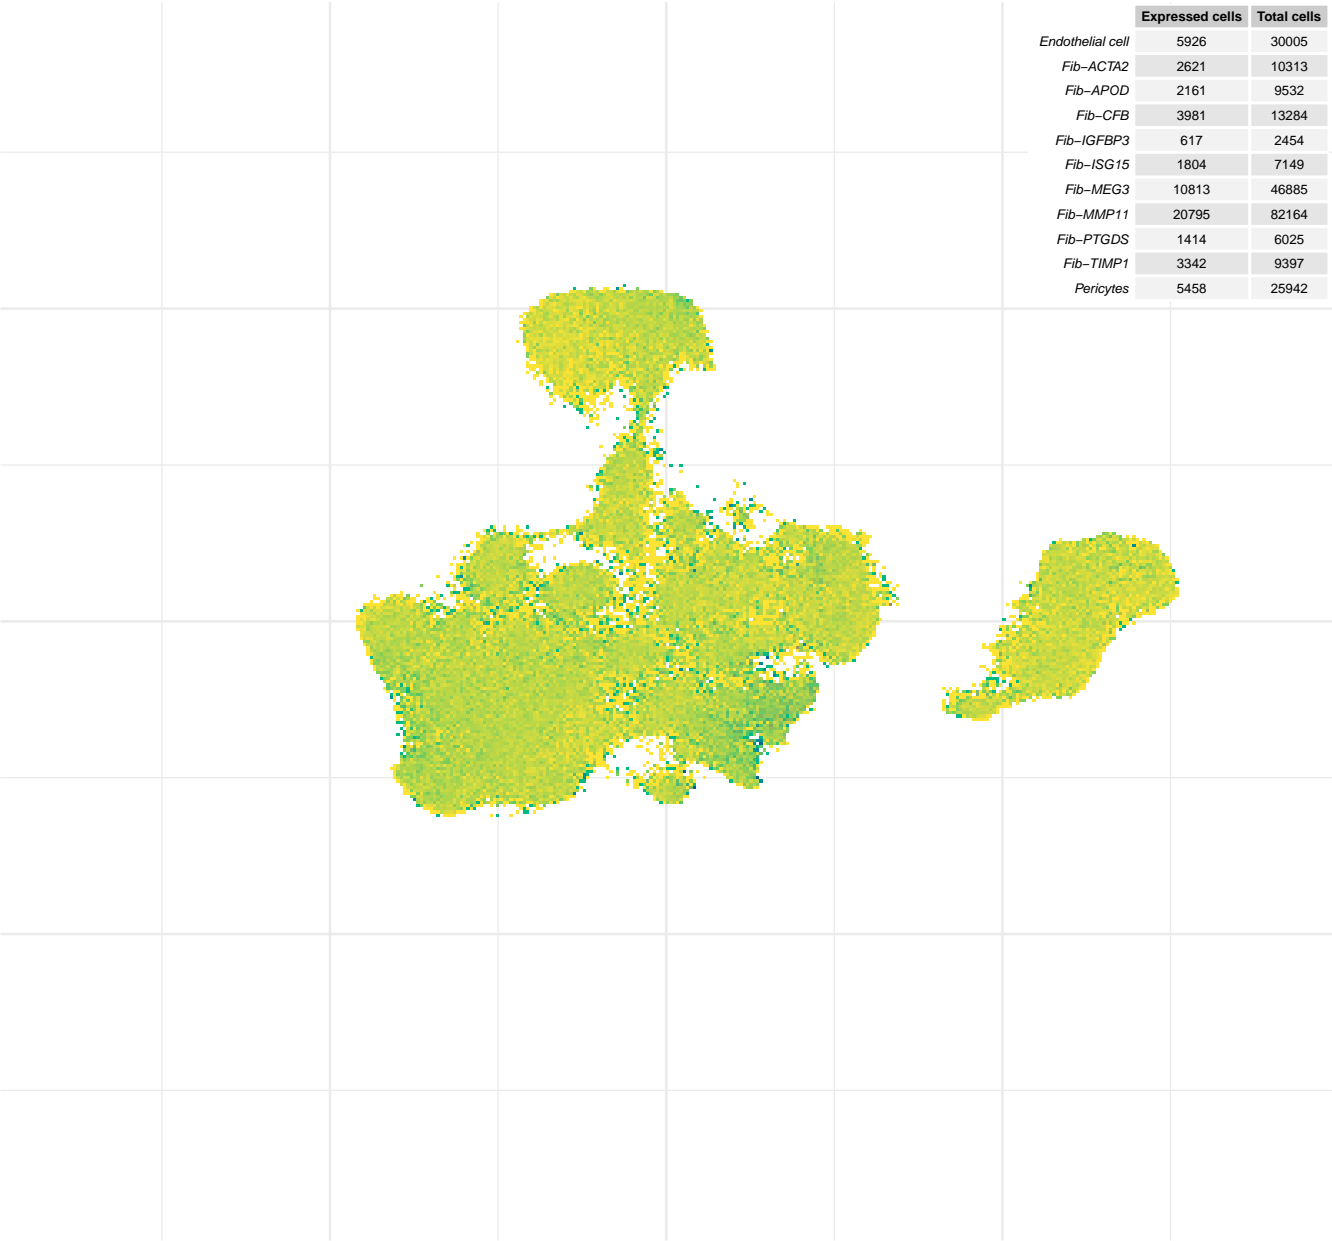 Expressed cells Total cells
Endothelial cell 5926 30005
Fib−ACTA2 2621 10313
Fib−APOD 2161 9532
Fib−CFB 3981 13284
Fib−IGFBP3 617 2454
Fib−ISG15 1804 7149
Fib−MEG3 10813 46885
Fib−MMP11 20795 82164
Fib−PTGDS 1414 6025
Fib−TIMP1 3342 9397
Pericytes 5458 25942